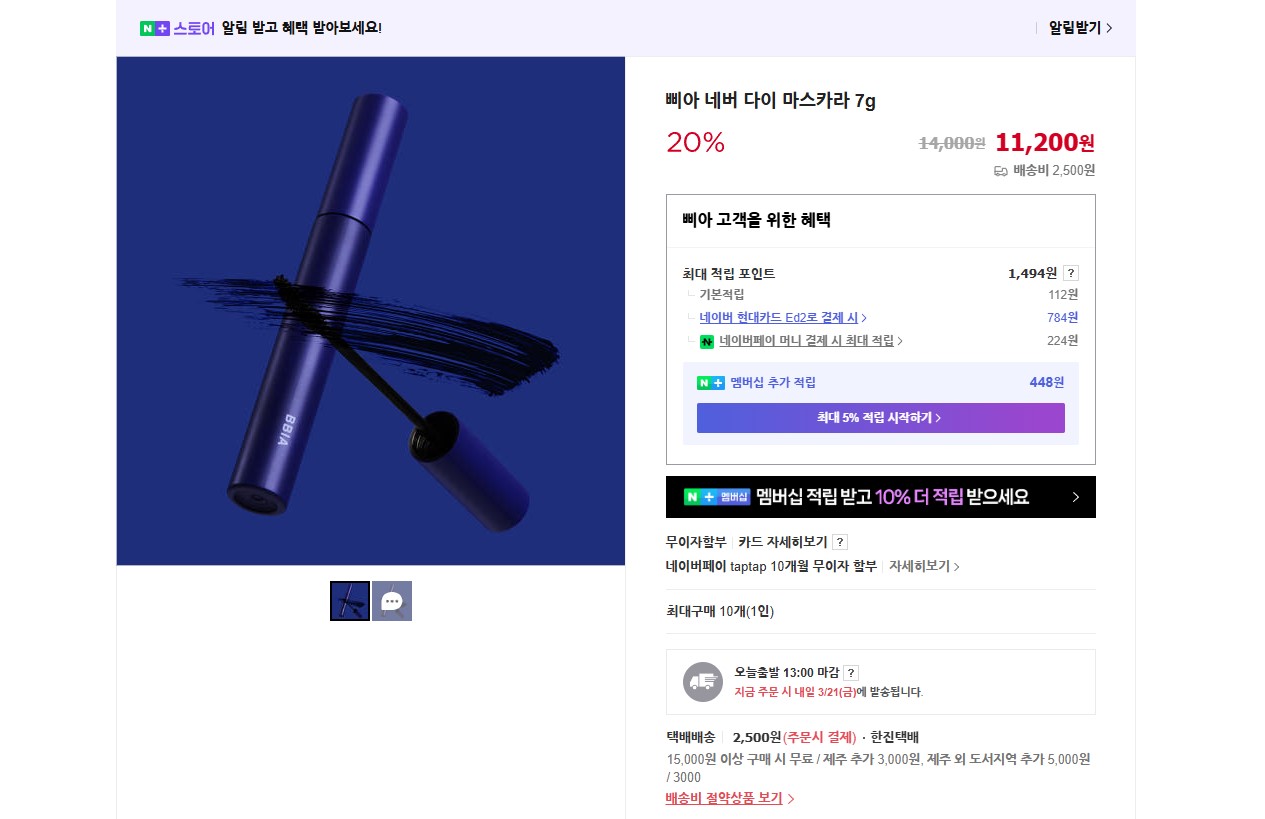 N+ 스토어 알림 받고 혜택 받아보세요!
알림받기
BBIA
삐아 네버 다이 마스카라 7g
20% 14,000원 11,200원
배송비 2,500원
삐아 고객을 위한 혜택
최대 적립 포인트 1,494원 ?
기본적립 112원
네이버 현대카드 Ed2로 결제 시 784원
네이버페이 머니 결제 시 최대 적립 224원
N+ 멤버십 추가 적립 448원
최대 5% 적립 시작하기
N+ 멤버십 멤버십 적립 받고 10% 더 적립 받으세요
무이자할부 카드 자세히보기 ?
네이버페이 taptap 10개월 무이자 할부 자세히보기
최대구매 10개(1인)
오늘출발 13:00 마감 ?
지금 주문 시 내일 3/21(금)에 발송됩니다.
택배배송 2,500원(주문시 결제) · 한진택배
15,000원 이상 구매 시 무료 / 제주 추가 3,000원, 제주 외 도서지역 추가 5,000원
/ 3000
배송비 절약상품 보기